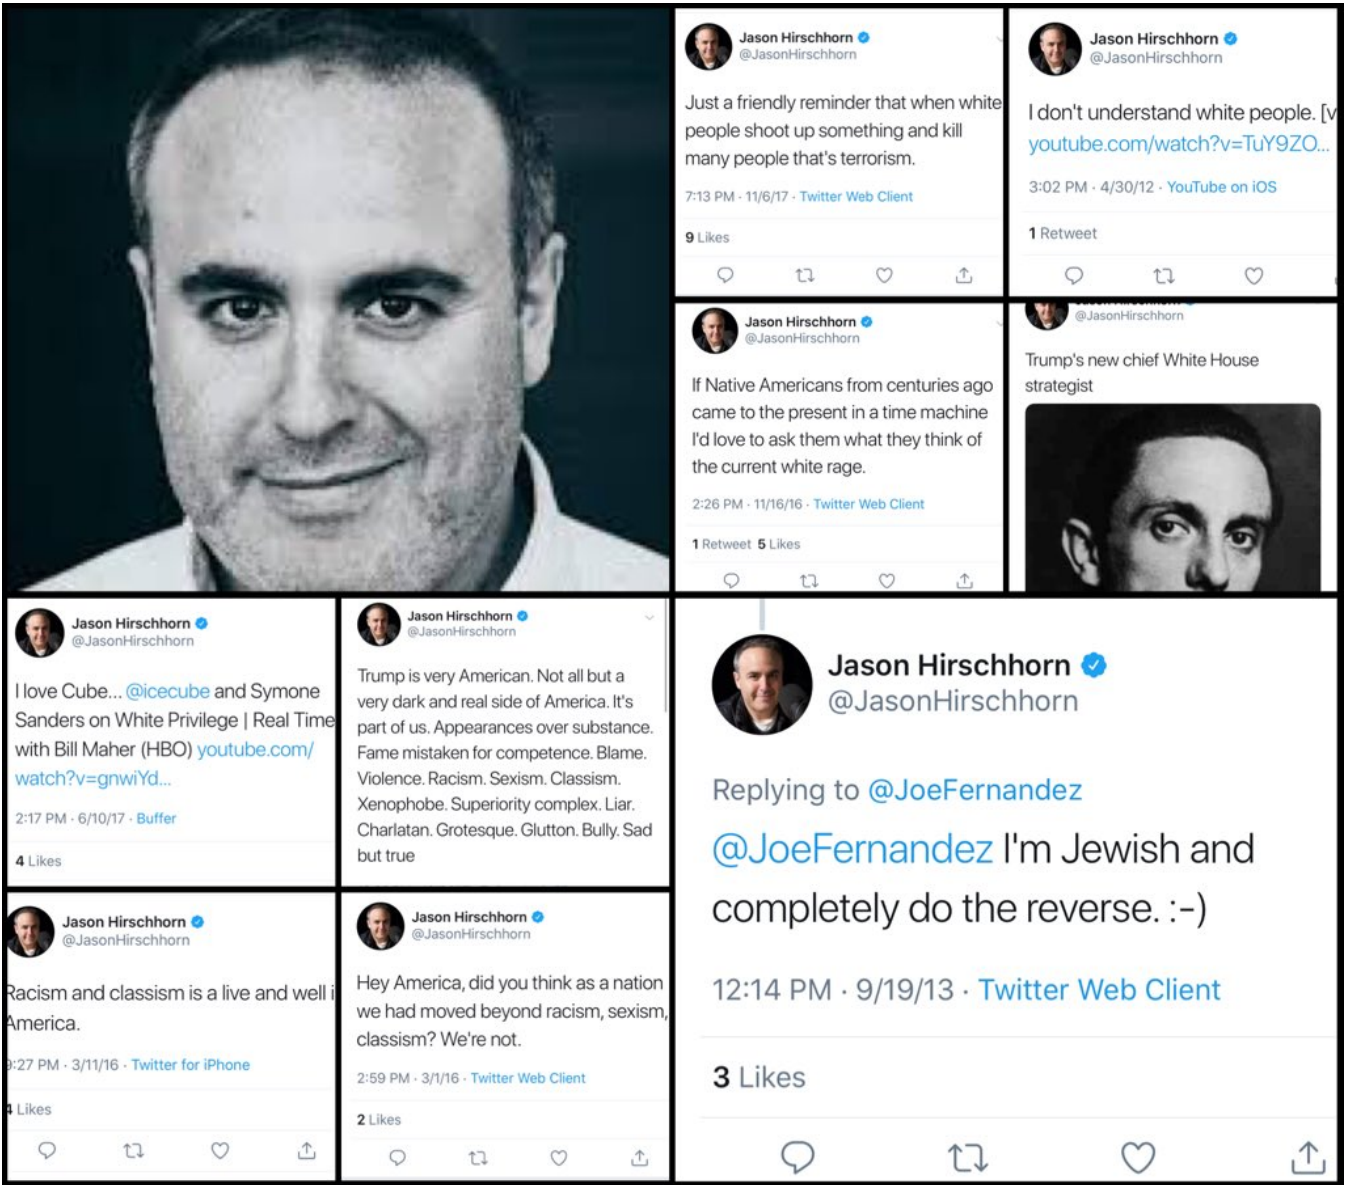 Jason Hirschhorn
@JasonHirschhorn
Just a friendly reminder that when white
people shoot up something and kill
many people that's terrorism.
7:13 PM · 11/6/17 · Twitter Web Client
9 Likes
Jason Hirschhorn
@JasonHirschhorn
I don't understand white people. [v
youtube.com/watch?v=TuY9ZO...
3:02 PM · 4/30/12 · YouTube on iOS
1 Retweet
Jason Hirschhorn
@JasonHirschhorn
If Native Americans from centuries ago
came to the present in a time machine
I'd love to ask them what they think of
the current white rage.
2:26 PM · 11/16/16 · Twitter Web Client
1 Retweet 5 Likes
@JasonHirschhorn
Trump's new chief White House
strategist
Jason Hirschhorn
@JasonHirschhorn
I love Cube... @icecube and Symone
Sanders on White Privilege | Real Time
with Bill Maher (HBO) youtube.com/
watch?v=gnwiYd...
2:17 PM · 6/10/17 · Buffer
4 Likes
Jason Hirschhorn
@JasonHirschhorn
Trump is very American. Not all but a
very dark and real side of America. It's
part of us. Appearances over substance.
Fame mistaken for competence. Blame.
Violence. Racism. Sexism. Classism.
Xenophobe. Superiority complex. Liar.
Charlatan. Grotesque. Glutton. Bully. Sad
but true
Jason Hirschhorn
@JasonHirschhorn
Replying to @JoeFernandez
@JoeFernandez I'm Jewish and
completely do the reverse. :-)
12:14 PM · 9/19/13 · Twitter Web Client
3 Likes
Jason Hirschhorn
@JasonHirschhorn
Racism and classism is a live and well i
America.
9:27 PM · 3/11/16 · Twitter for iPhone
4 Likes
Jason Hirschhorn
@JasonHirschhorn
Hey America, did you think as a nation
we had moved beyond racism, sexism,
classism? We're not.
2:59 PM · 3/1/16 · Twitter Web Client
2 Likes